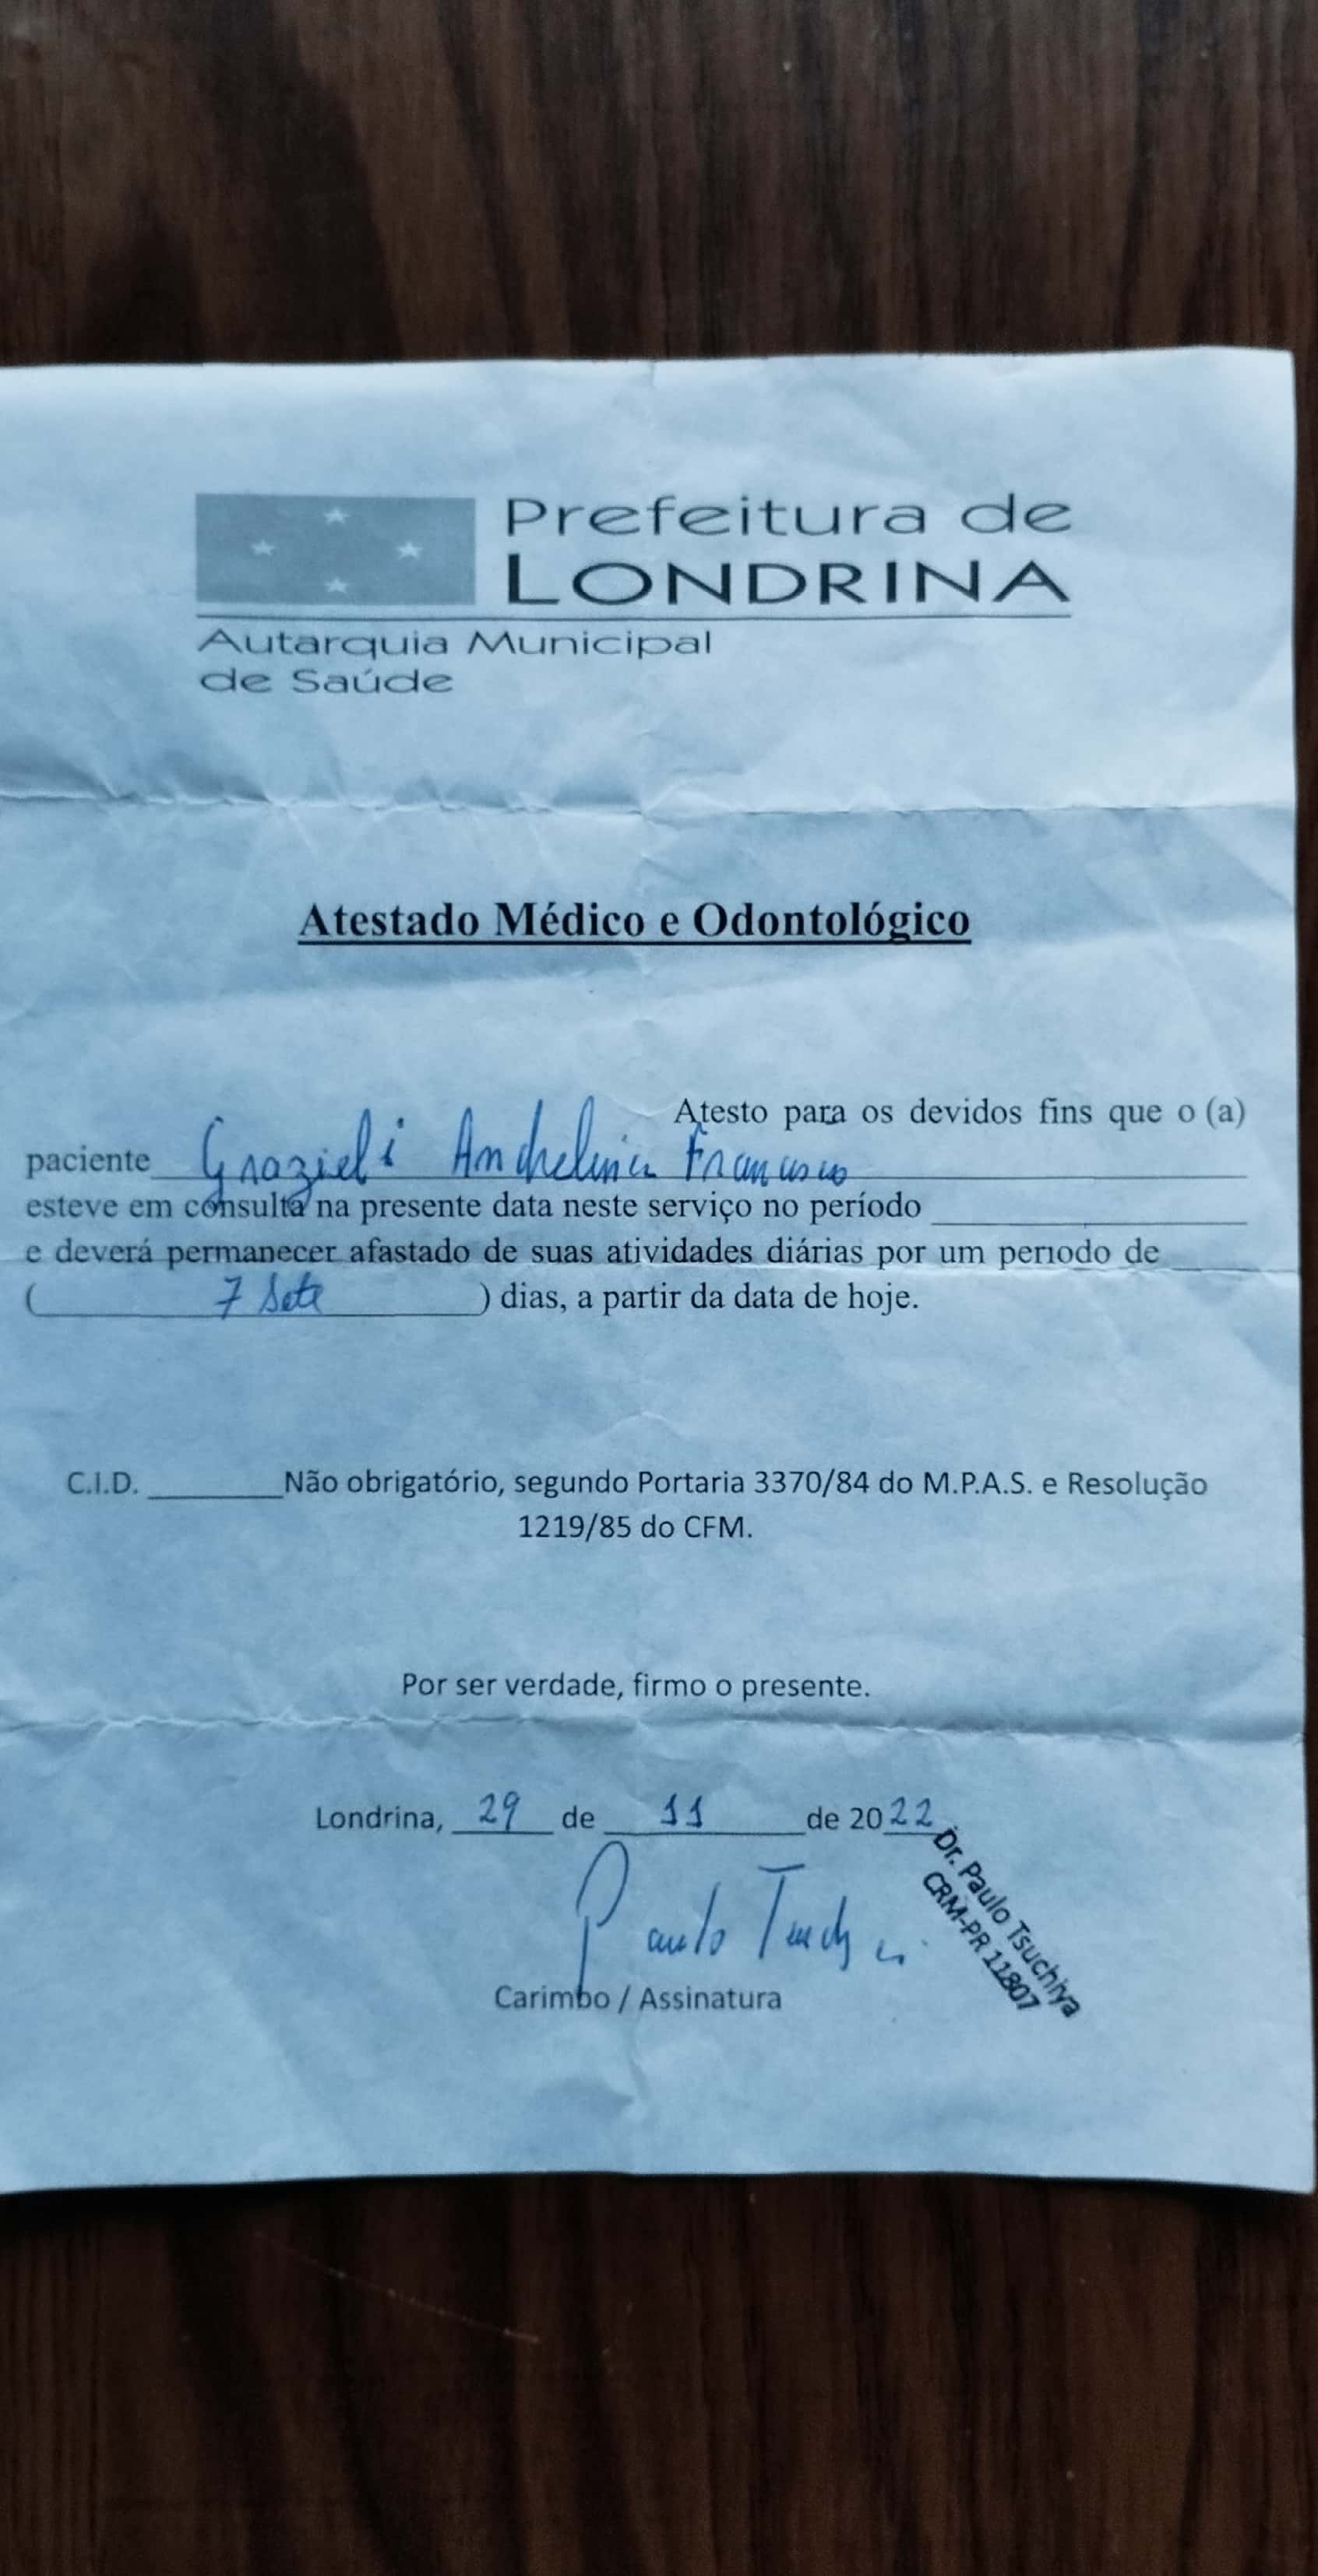 Prefeitura de
LONDRINA
Autarquia Municipal
de Saúde
Atestado Médico e Odontológico
Atesto para os devidos fins que o (a)
paciente Grazieli Andrelina Francisco
esteve em consulta na presente data neste serviço no período
e deverá permanecer afastado de suas atividades diárias por um período de
( 7 Sete ) dias, a partir da data de hoje.
C.I.D. Não obrigatório, segundo Portaria 3370/84 do M.P.A.S. e Resolução
1219/85 do CFM.
Por ser verdade, firmo o presente.
Londrina, 29 de 11 de 2022
Dr. Paulo Tsuchiya
CRM-PR 11807
Paulo
Carimbo / Assinatura